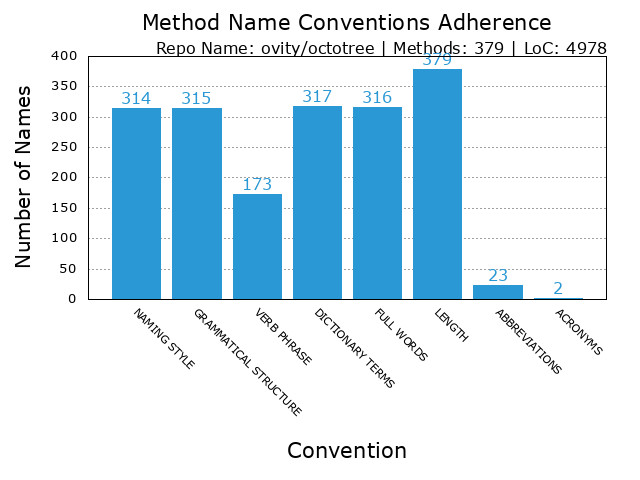 Method Name Conventions Adherence
Repo Name: ovity/octotree | Methods: 379 | LoC: 4978
Number of Names
400
350
300
250
200
150
100
50
0
314
315
173
317
316
379
23
2
NAMING STYLE
GRAMMATICAL STRUCTURE
VERB PHRASE
DICTIONARY TERMS
FULL WORDS
LENGTH
ABBREVIATIONS
ACRONYMS
Convention